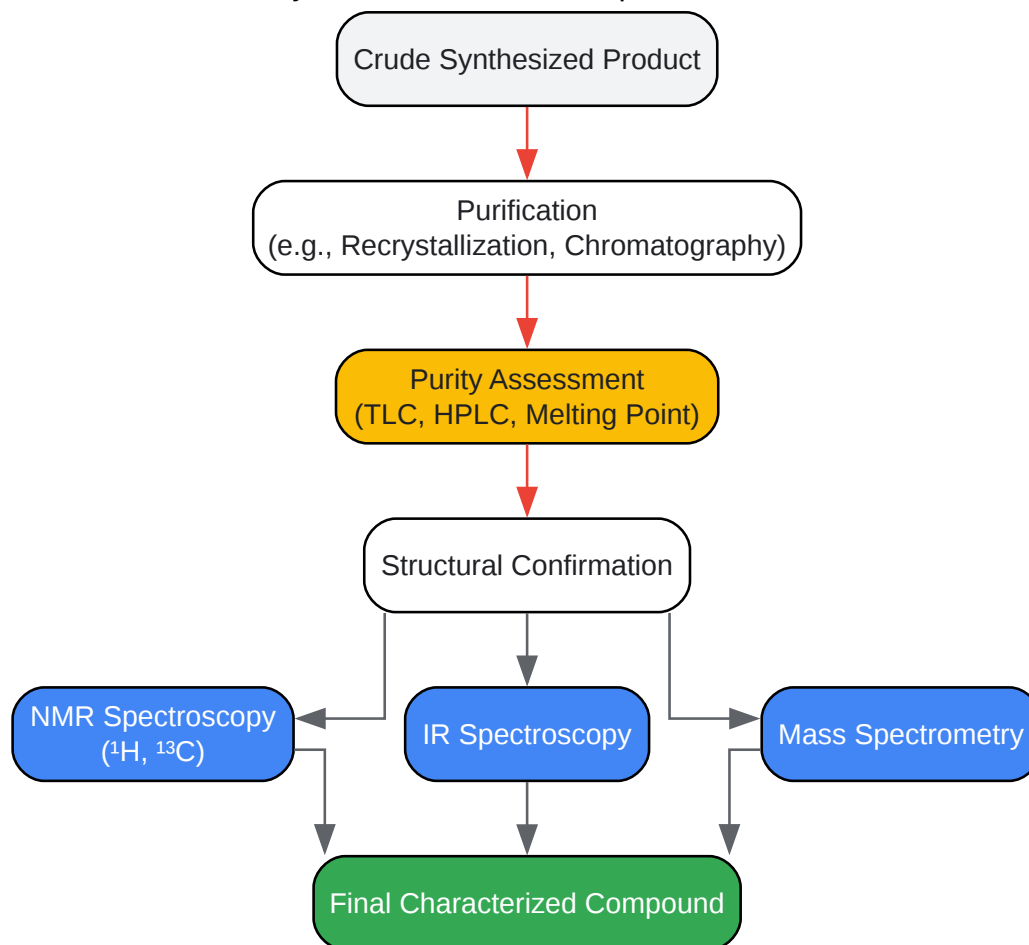 Crude Synthesized Product
Purification
(e.g., Recrystallization, Chromatography)
Purity Assessment
(TLC, HPLC, Melting Point)
Structural Confirmation
NMR Spectroscopy
(¹H, ¹³C)
IR Spectroscopy
Mass Spectrometry
Final Characterized Compound